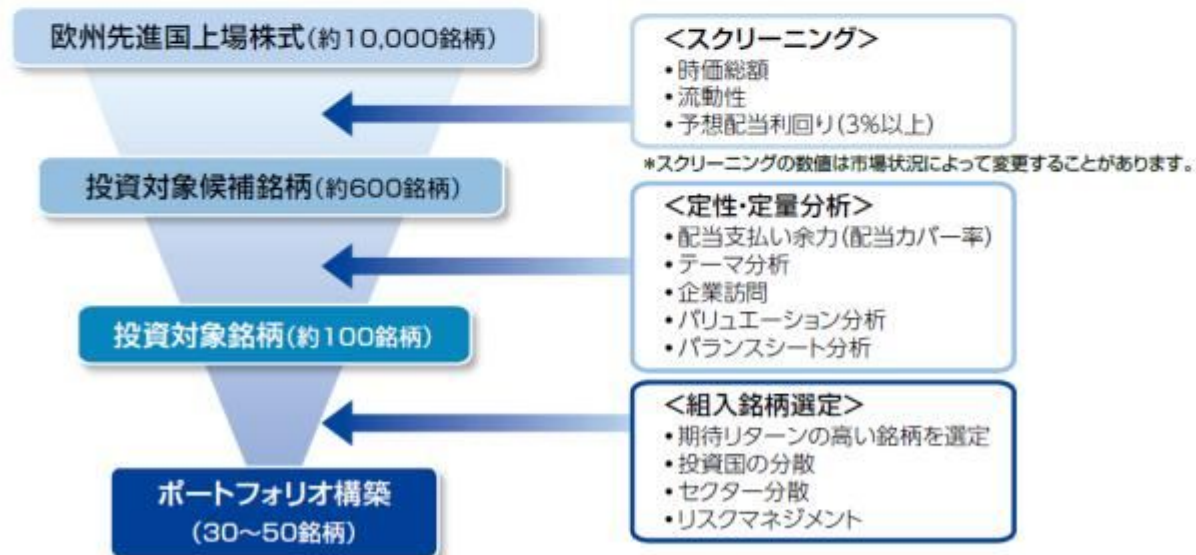 欧州先進国上場株式(約10,000銘柄)
<スクリーニング>
•時価総額
•流動性
•予想配当利回り(3%以上)
*スクリーニングの数値は市場状況によって変更することがあります。
投資対象候補銘柄(約600銘柄)
<定性・定量分析>
•配当支払い余力(配当カバー率)
•テーマ分析
•企業訪問
•バリュエーション分析
•バランスシート分析
投資対象銘柄(約100銘柄)
<組入銘柄選定>
•期待リターンの高い銘柄を選定
•投資国の分散
•セクター分散
•リスクマネジメント
ポートフォリオ構築
(30〜50銘柄)